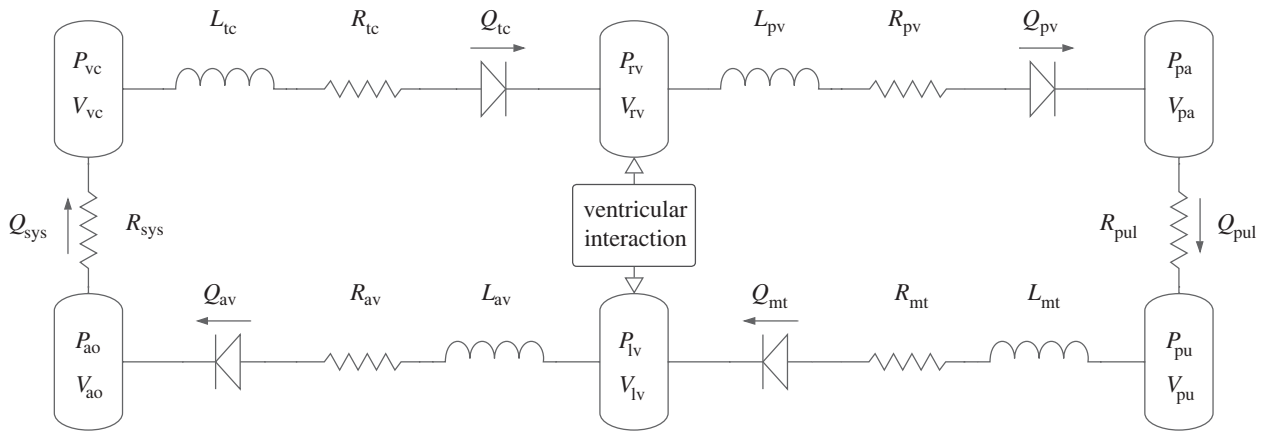 L_tc R_tc Q_tc L_pv R_pv Q_pv
P_vc P_rv P_pa
V_vc V_rv V_pa
Q_sys R_sys ventricular R_pul Q_pul
interaction
Q_av R_av L_av Q_mt R_mt L_mt
P_ao P_lv P_pu
V_ao V_lv V_pu